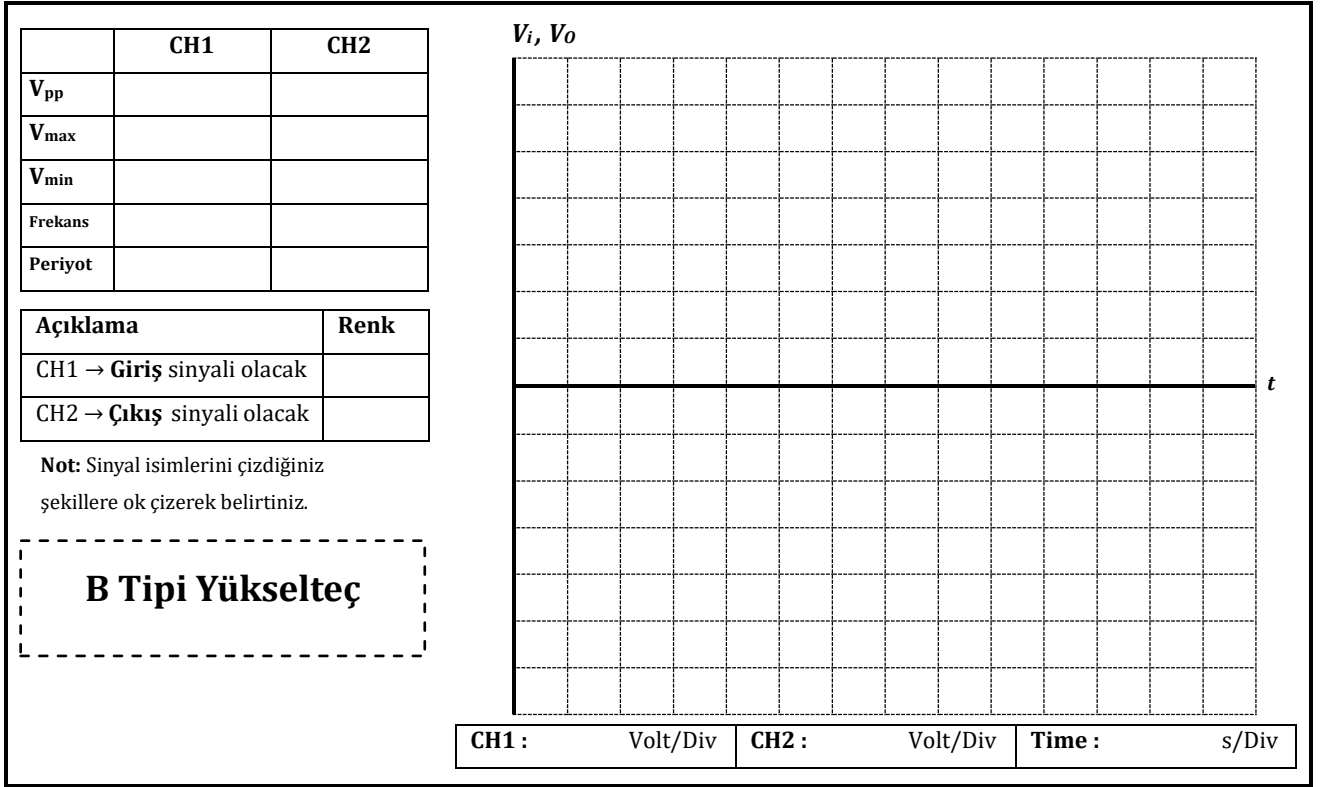 CH1 CH2
Vpp
Vmax
Vmin
Frekans
Periyot
Açıklama Renk
CH1 → Giriş sinyali olacak
CH2 → Çıkış sinyali olacak
Not: Sinyal isimlerini çizdiğiniz
şekillere ok çizerek belirtiniz.
B Tipi Yükselteç
Vi, VO
t
CH1 : Volt/Div CH2 : Volt/Div Time : s/Div